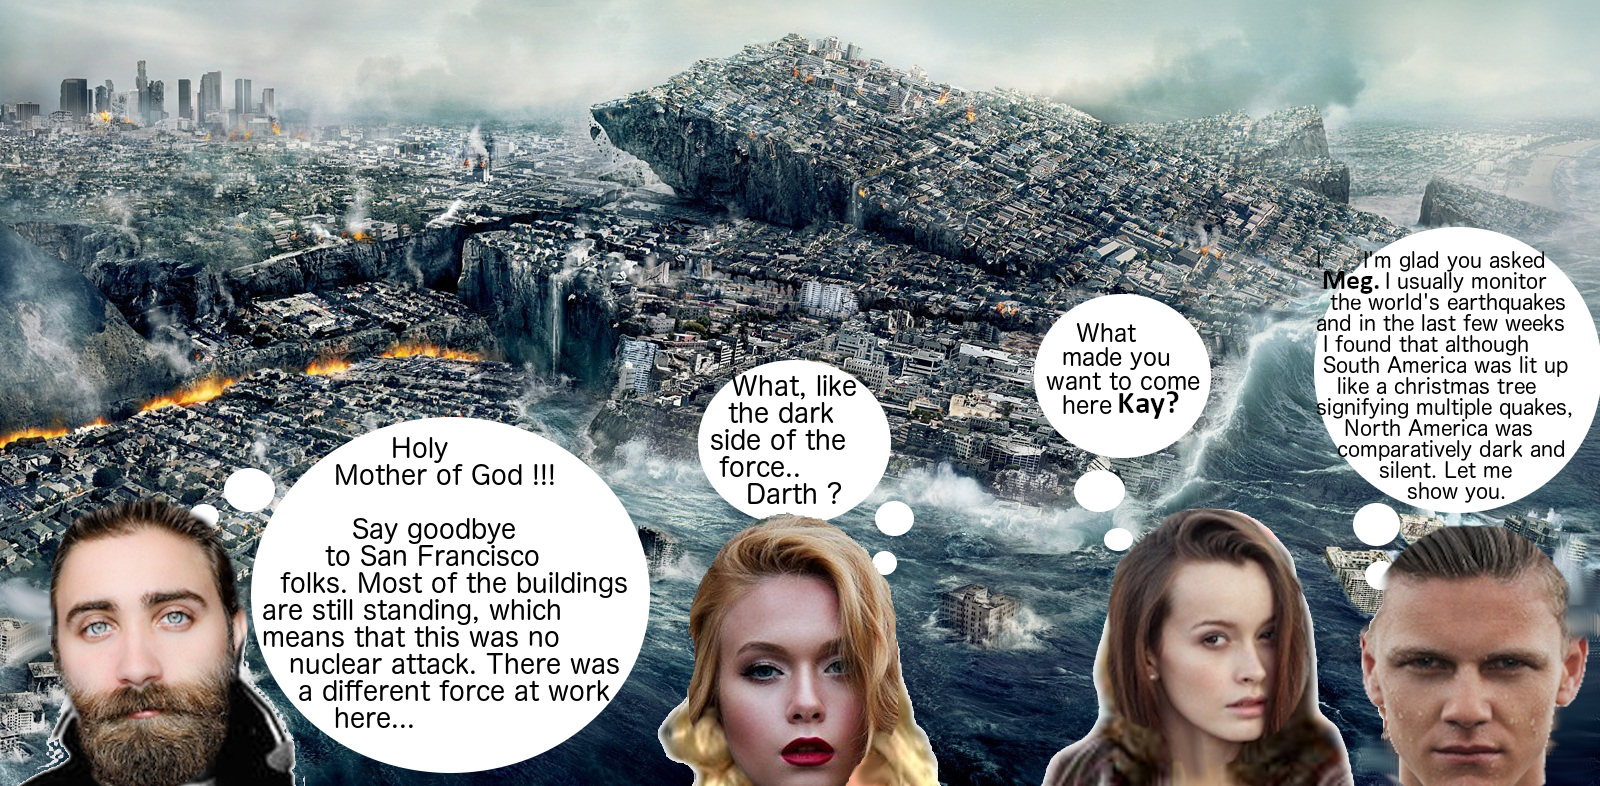 Holy
Mother of God !!!
Say goodbye
to San Francisco
folks. Most of the buildings
are still standing, which
means that this was no
nuclear attack. There was
a different force at work
here...
What, like
the dark
side of the
force..
Darth ?
What
made you
want to come
here Kay?
I'm glad you asked
Meg. I usually monitor
the world's earthquakes
and in the last few weeks
I found that although
South America was lit up
like a christmas tree
signifying multiple quakes,
North America was
comparatively dark and
silent. Let me
show you.